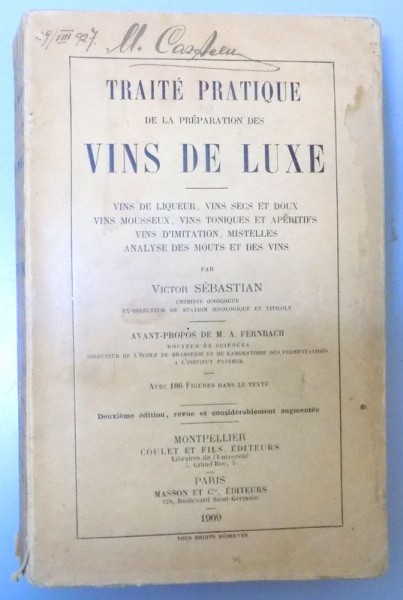 29/VIII 927.
TRAITÉ PRATIQUE
DE LA PRÉPARATION DES
VINS DE LUXE
VINS DE LIQUEUR, VINS SECS ET DOUX
VINS MOUSSEUX, VINS TONIQUES ET APÉRITIFS
VINS D'IMITATION, MISTELLES
ANALYSE DES MOUTS ET DES VINS
PAR
VICTOR SÉBASTIAN
CHIMISTE ŒNOLOGUE
EX-DIRECTEUR DE STATION ŒNOLOGIQUE ET VITICOLE
AVANT-PROPOS DE M. A. FERNBACH
DOCTEUR ÈS SCIENCES
DIRECTEUR DE L'ÉCOLE DE BRASSERIE ET DU LABORATOIRE DES FERMENTATIONS
A L'INSTITUT PASTEUR
AVEC 186 FIGURES DANS LE TEXTE
Deuxième édition, revue et considérablement augmentée
MONTPELLIER
COULET ET FILS, ÉDITEURS
Libraires de l'Université
5, Grand'Rue, 5
PARIS
MASSON ET Cie, ÉDITEURS
120, Boulevard Saint-Germain
1909
TOUS DROITS RÉSERVÉS